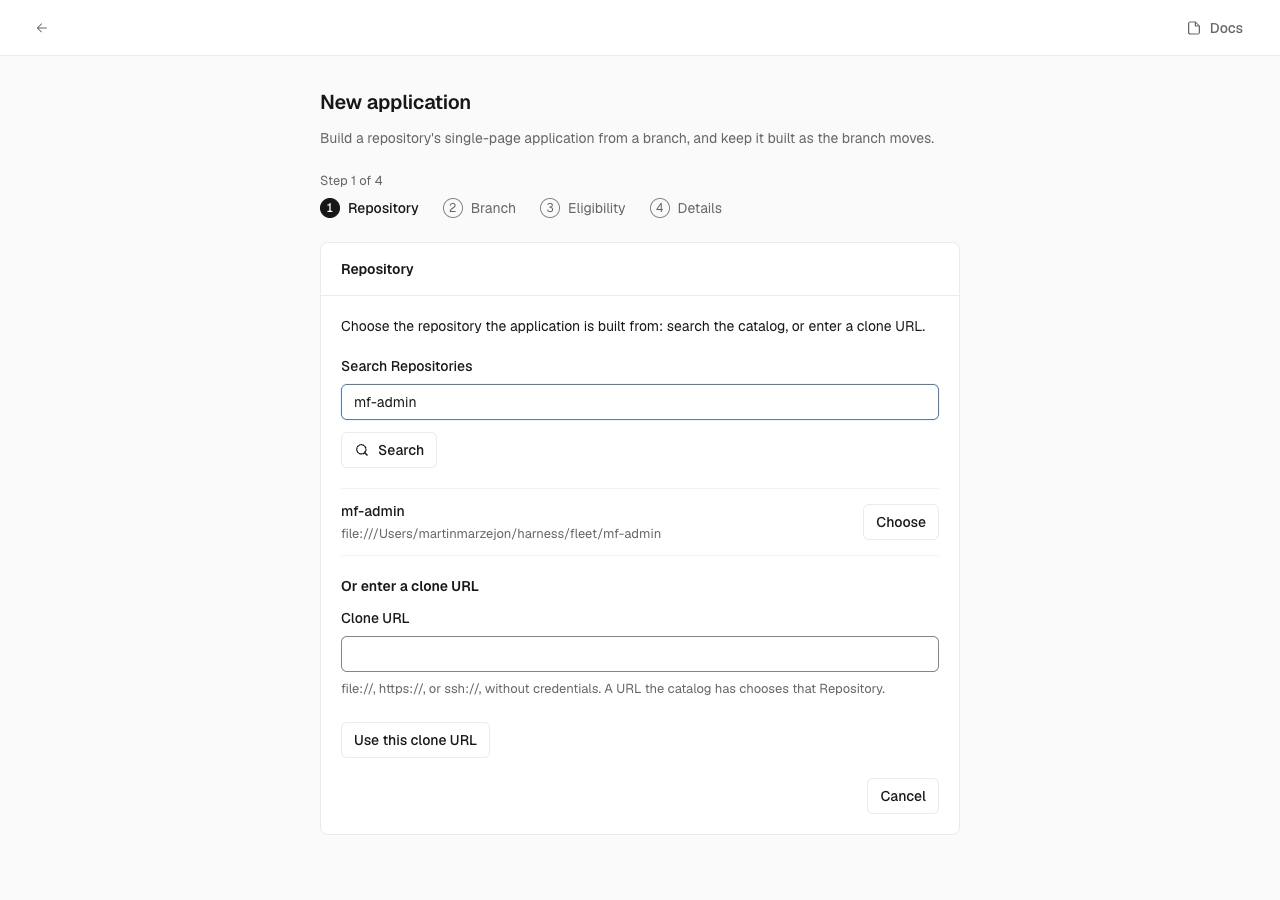 Docs
New application
Build a repository's single-page application from a branch, and keep it built as the branch moves.
Step 1 of 4
1 Repository 2 Branch 3 Eligibility 4 Details
Repository
Choose the repository the application is built from: search the catalog, or enter a clone URL.
Search Repositories
mf-admin
Search
mf-admin
file:///Users/martinmarzejon/harness/fleet/mf-admin
Choose
Or enter a clone URL
Clone URL
file://, https://, or ssh://, without credentials. A URL the catalog has chooses that Repository.
Use this clone URL
Cancel